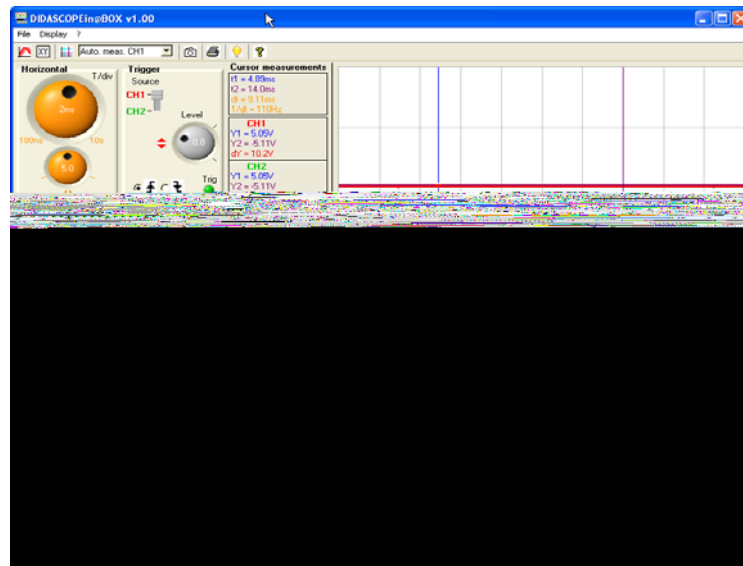 DIDASCOPEin@BOX v1.00
File Display ?
XY Auto. meas. CH1 ?
Horizontal
T/div
2ms
100ns 10s
5.0
Trigger
Source
CH1
CH2
Level
0.0
Trig
Cursor measurements
t1 = 4.89ms
t2 = 14.0ms
dt = 9.11ms
1/dt = 110Hz
CH1
Y1 = 5.09V
Y2 = -5.11V
dY = 10.2V
CH2
Y1 = 5.09V
Y2 = -5.11V